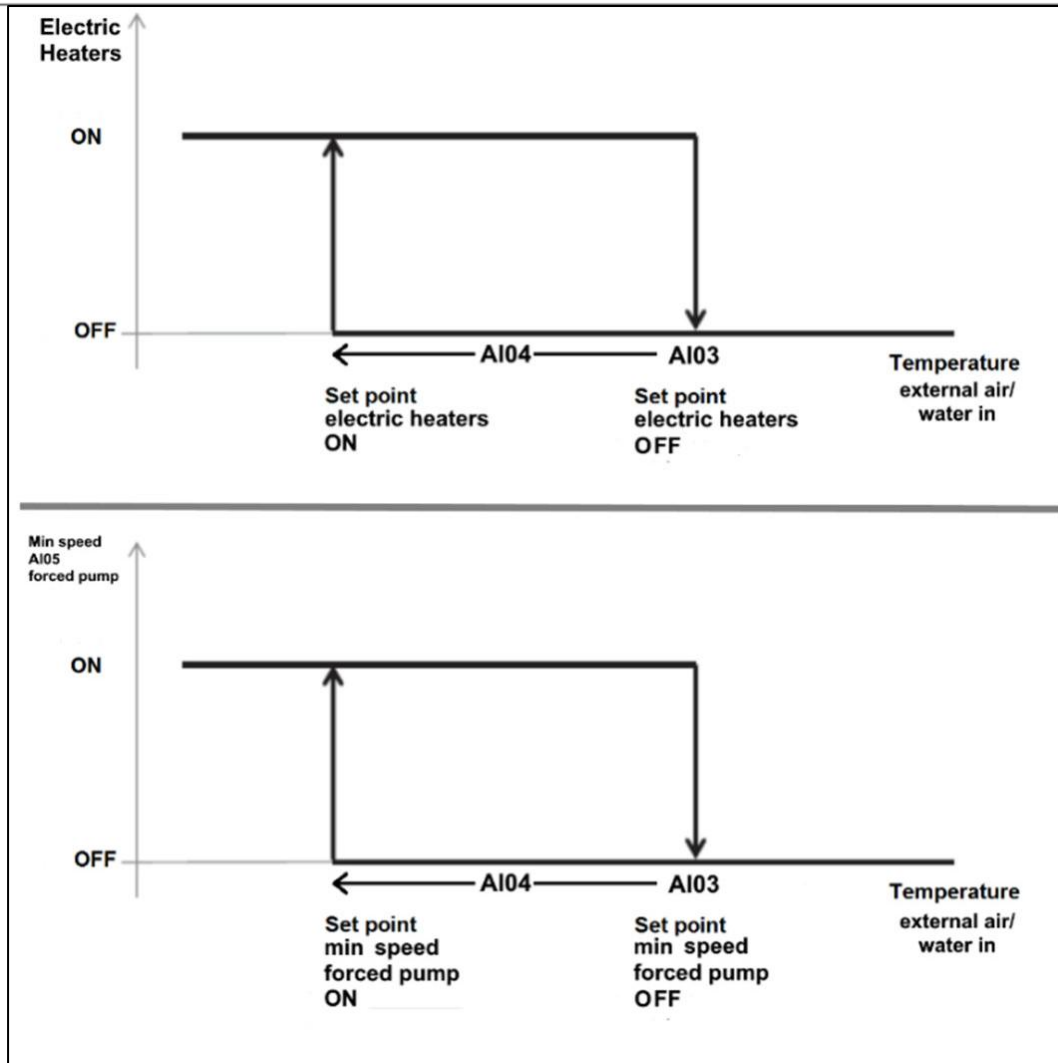 Electric
Heaters
ON
OFF
AI04
AI03
Temperature
external air/
water in
Set point
electric heaters
ON
Set point
electric heaters
OFF
Min speed
AI05
forced pump
ON
OFF
AI04
AI03
Temperature
external air/
water in
Set point
min speed
forced pump
ON
Set point
min speed
forced pump
OFF